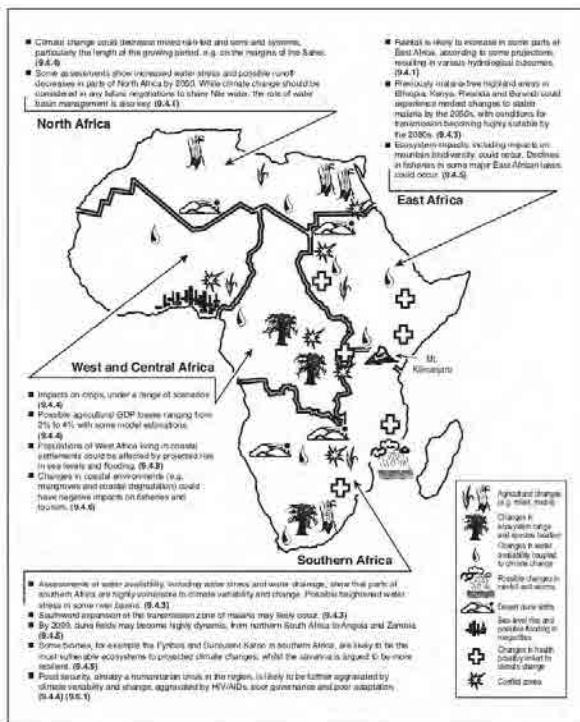 ■ Climate change could decrease mixed rain-fed and semi-arid systems,
particularly the length of the growing period, e.g. on the margins of the Sahel.
(9.4.4)
■ Some assessments show increased water stress and possible runoff
decreases in parts of North Africa by 2050. While climate change should be
considered in any future negotiations to share Nile water, the role of water
basin management is also key. (9.4.1)
North Africa
■ Rainfall is likely to increase in some parts of
East Africa, according to some projections,
resulting in various hydrological outcomes.
(9.4.1)
■ Previously malaria-free highland areas in
Ethiopia, Kenya, Rwanda and Burundi could
experience modest changes to stable
malaria by the 2050s, with conditions for
transmission becoming highly suitable by
the 2080s. (9.4.3)
■ Ecosystem impacts, including impacts on
mountain biodiversity, could occur. Declines
in fisheries in some major East African lakes
could occur. (9.4.5)
East Africa
Mt.
Kilimanjaro
West and Central Africa
■ Impacts on crops, under a range of scenarios
(9.4.4)
■ Possible agricultural GDP losses ranging from
2% to 4% with some model estimations.
(9.4.4)
■ Populations of West Africa living in coastal
settlements could be affected by projected rise
in sea levels and flooding. (9.4.6)
■ Changes in coastal environments (e.g.
mangroves and coastal degradation) could
have negative impacts on fisheries and
tourism. (9.4.6)
Southern Africa
■ Assessments of water availability, including water stress and water drainage, show that parts of
southern Africa are highly vulnerable to climate variability and change. Possible heightened water
stress in some river basins. (9.4.3)
■ Southward expansion of the transmission zone of malaria may likely occur. (9.4.3)
■ By 2099, dune fields may become highly dynamic, from northern South Africa to Angola and Zambia.
(9.4.5)
■ Some biomes, for example the Fynbos and Succulent Karoo in southern Africa, are likely to be the
most vulnerable ecosystems to projected climate changes, whilst the savanna is argued to be more
resilient. (9.4.5)
■ Food security, already a humanitarian crisis in the region, is likely to be further aggravated by
climate variability and change, aggravated by HIV/AIDs, poor governance and poor adaptation.
(9.4.4) (9.6.1)
Agricultural changes
(e.g. millet, maize)
Changes in
ecosystem range
and species location
Changes in water
availability coupled
to climate change
Possible changes in
rainfall and storms
Desert dune shifts
Sea-level rise and
possible flooding in
megacities
Changes in health
possibly linked to
climate change
Conflict zones